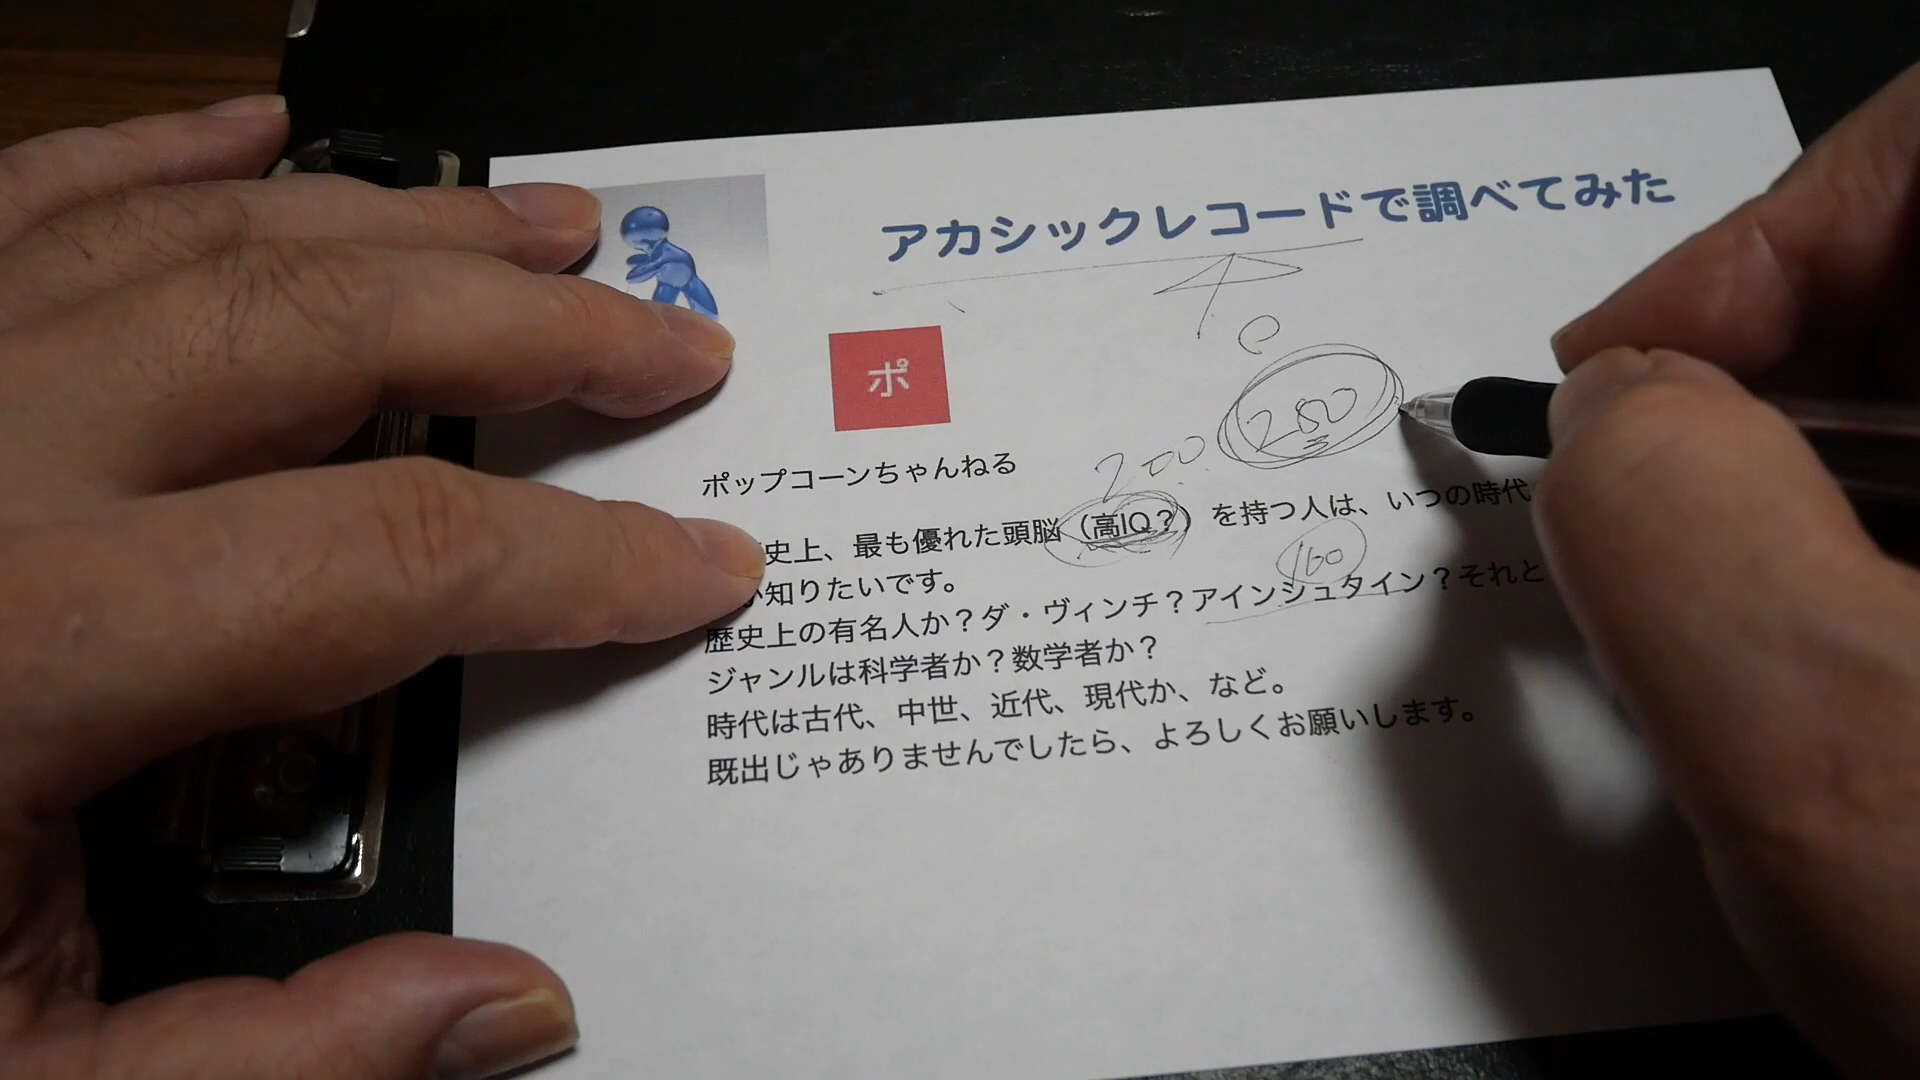 アカシックレコードで調べてみた
ポ
250
200
ポップコーンちゃんねる
史上、最も優れた頭脳（高IQ？）を持つ人は、いつの時代
160
知りたいです。
歴史上の有名人か？ダ・ヴィンチ？アインシュタイン？それと
ジャンルは科学者か？数学者か？
時代は古代、中世、近代、現代か、など。
既出じゃありませんでしたら、よろしくお願いします。